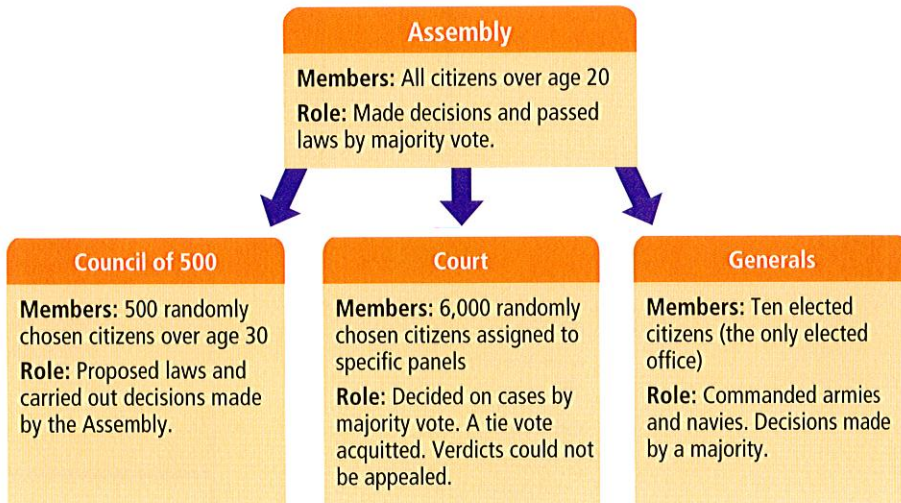 Assembly
Members: All citizens over age 20
Role: Made decisions and passed
laws by majority vote.
Council of 500
Members: 500 randomly
chosen citizens over age 30
Role: Proposed laws and
carried out decisions made
by the Assembly.
Court
Members: 6,000 randomly
chosen citizens assigned to
specific panels
Role: Decided on cases by
majority vote. A tie vote
acquitted. Verdicts could not
be appealed.
Generals
Members: Ten elected
citizens (the only elected
office)
Role: Commanded armies
and navies. Decisions made
by a majority.